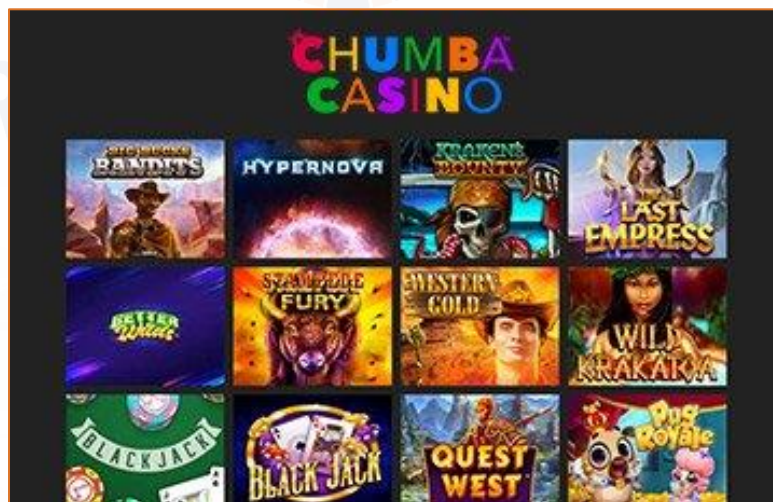 CHUMBA
CASINO
BIG BUCKS
BANDITS
HYPERNOVA
KRAKEN'S
BOUNTY
LAST
EMPRESS
BETTER
Wilds
STAMPEDE
FURY
WESTERN
GOLD
WILD
KRAKATOA
BLACKJACK
BLACK JACK
QUEST
WEST
Pug
Royale